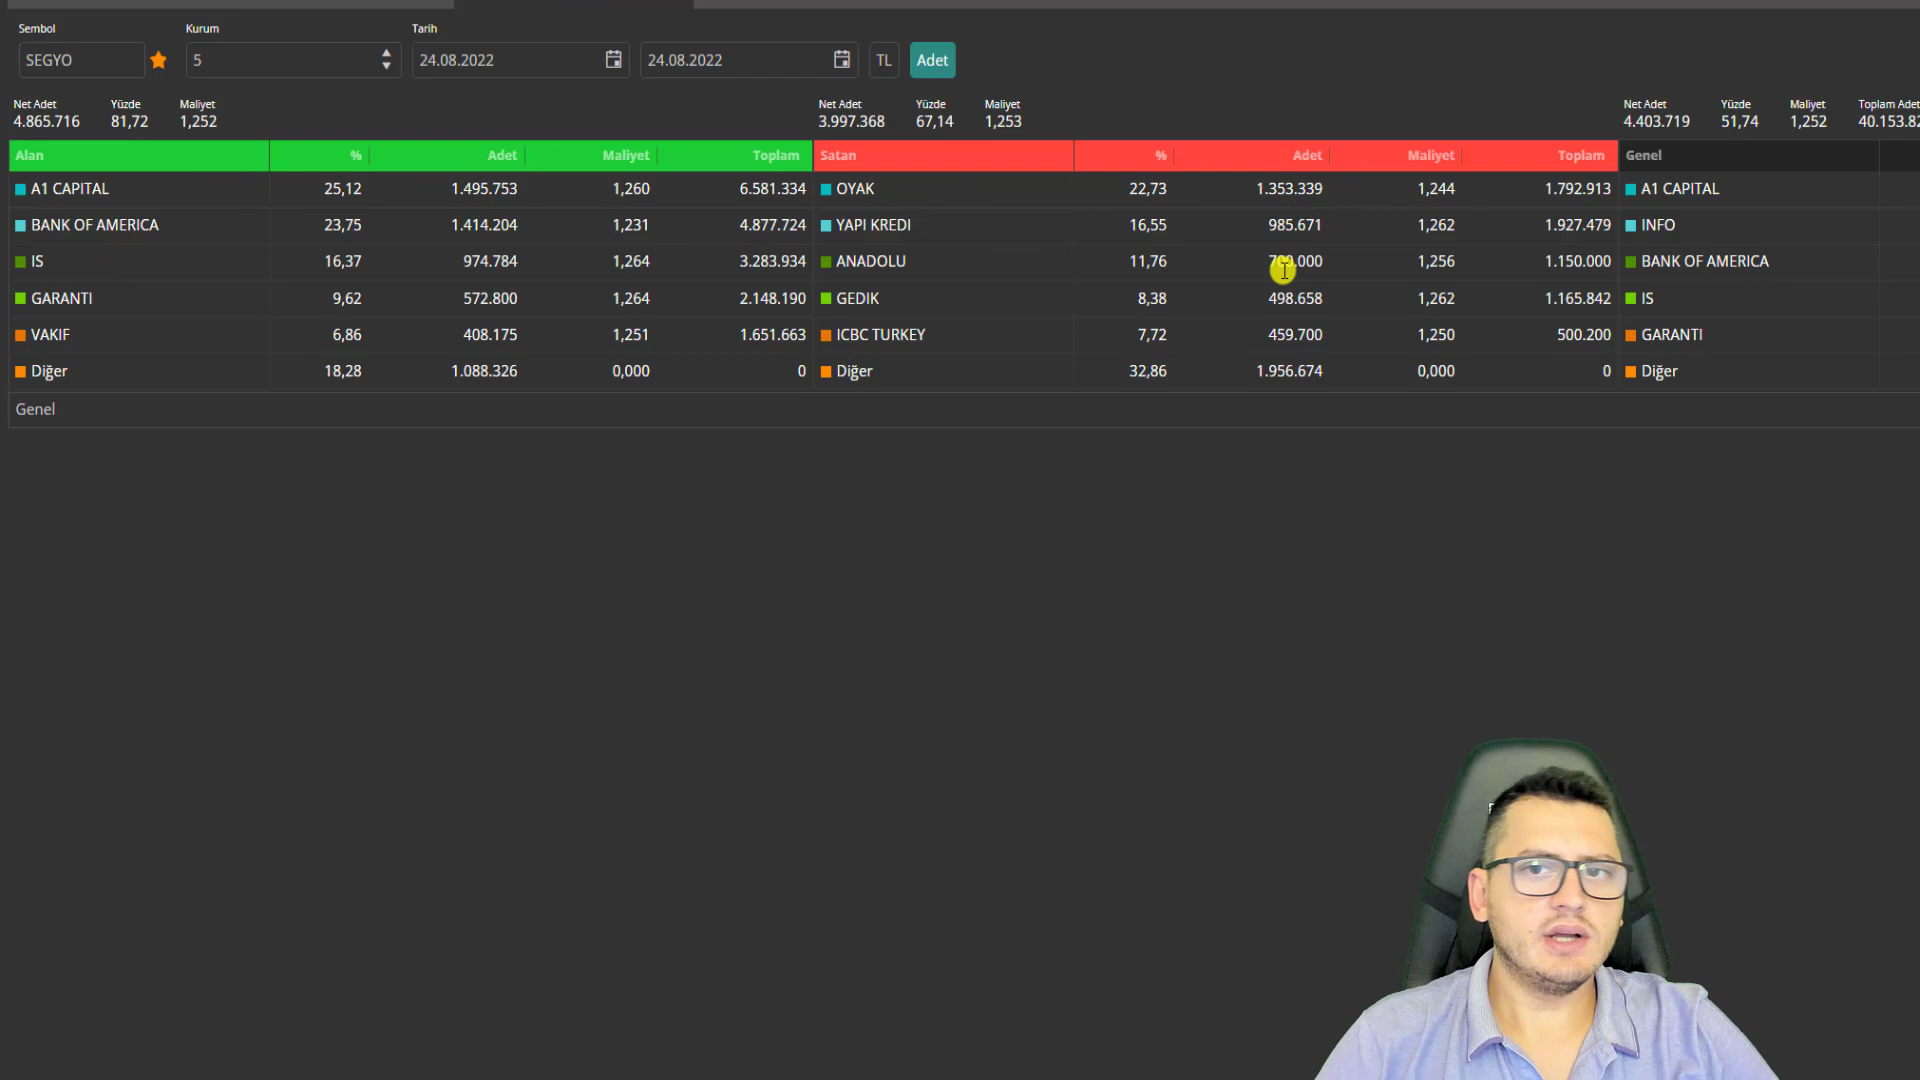 Sembol Kurum Tarih
SEGYO 5 24.08.2022 24.08.2022 TL Adet
Net Adet Yüzde Maliyet Net Adet Yüzde Maliyet Net Adet Yüzde Maliyet Toplam Adet
4.865.716 81,72 1,252 3.997.368 67,14 1,253 4.403.719 51,74 1,252 40.153.82
Alan % Adet Maliyet Toplam Satan % Adet Maliyet Toplam Genel
A1 CAPITAL 25,12 1.495.753 1,260 6.581.334 OYAK 22,73 1.353.339 1,244 1.792.913 A1 CAPITAL
BANK OF AMERICA 23,75 1.414.204 1,231 4.877.724 YAPI KREDI 16,55 985.671 1,262 1.927.479 INFO
IS 16,37 974.784 1,264 3.283.934 ANADOLU 11,76 1,256 1.150.000 BANK OF AMERICA
GARANTI 9,62 572.800 1,264 2.148.190 GEDIK 8,38 498.658 1,262 1.165.842 IS
VAKIF 6,86 408.175 1,251 1.651.663 ICBC TURKEY 7,72 459.700 1,250 500.200 GARANTI
Diğer 18,28 1.088.326 0,000 0 Diğer 32,86 1.956.674 0,000 0 Diğer
Genel